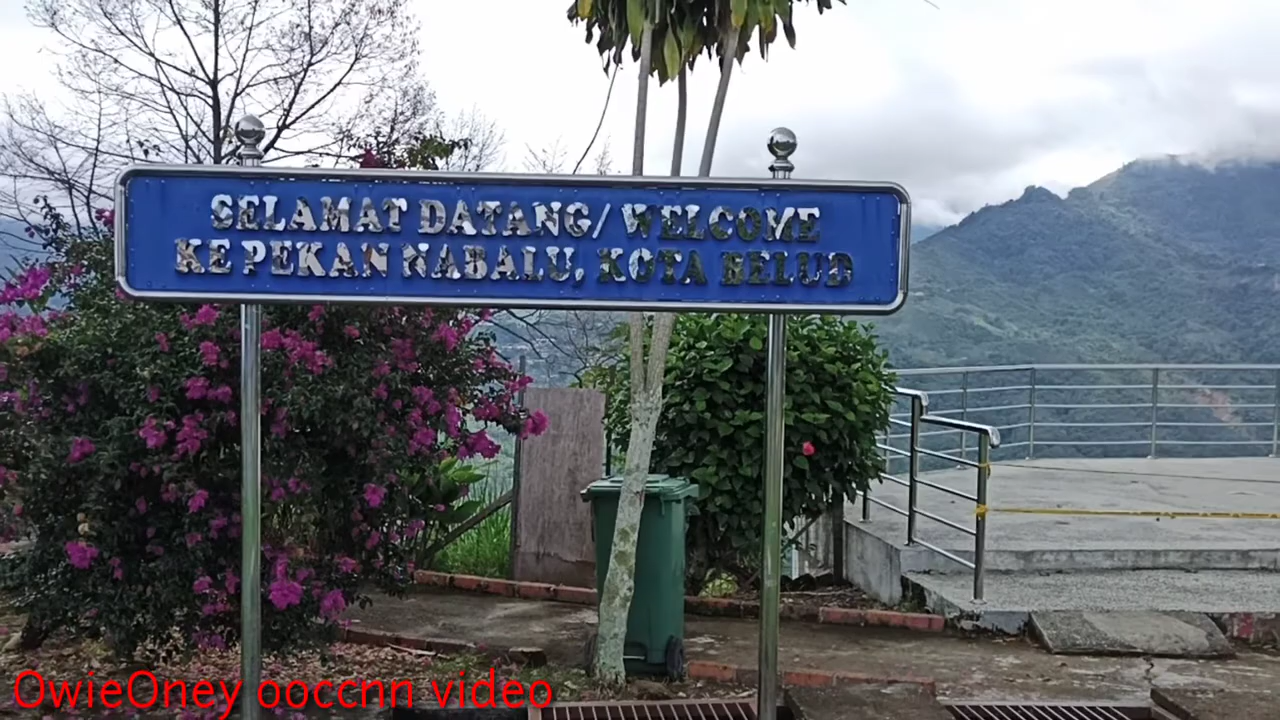 SELAMAT DATANG/ WELCOME
KE PEKAN NABALU, KOTA BELUD
OwieOney ooccnn video